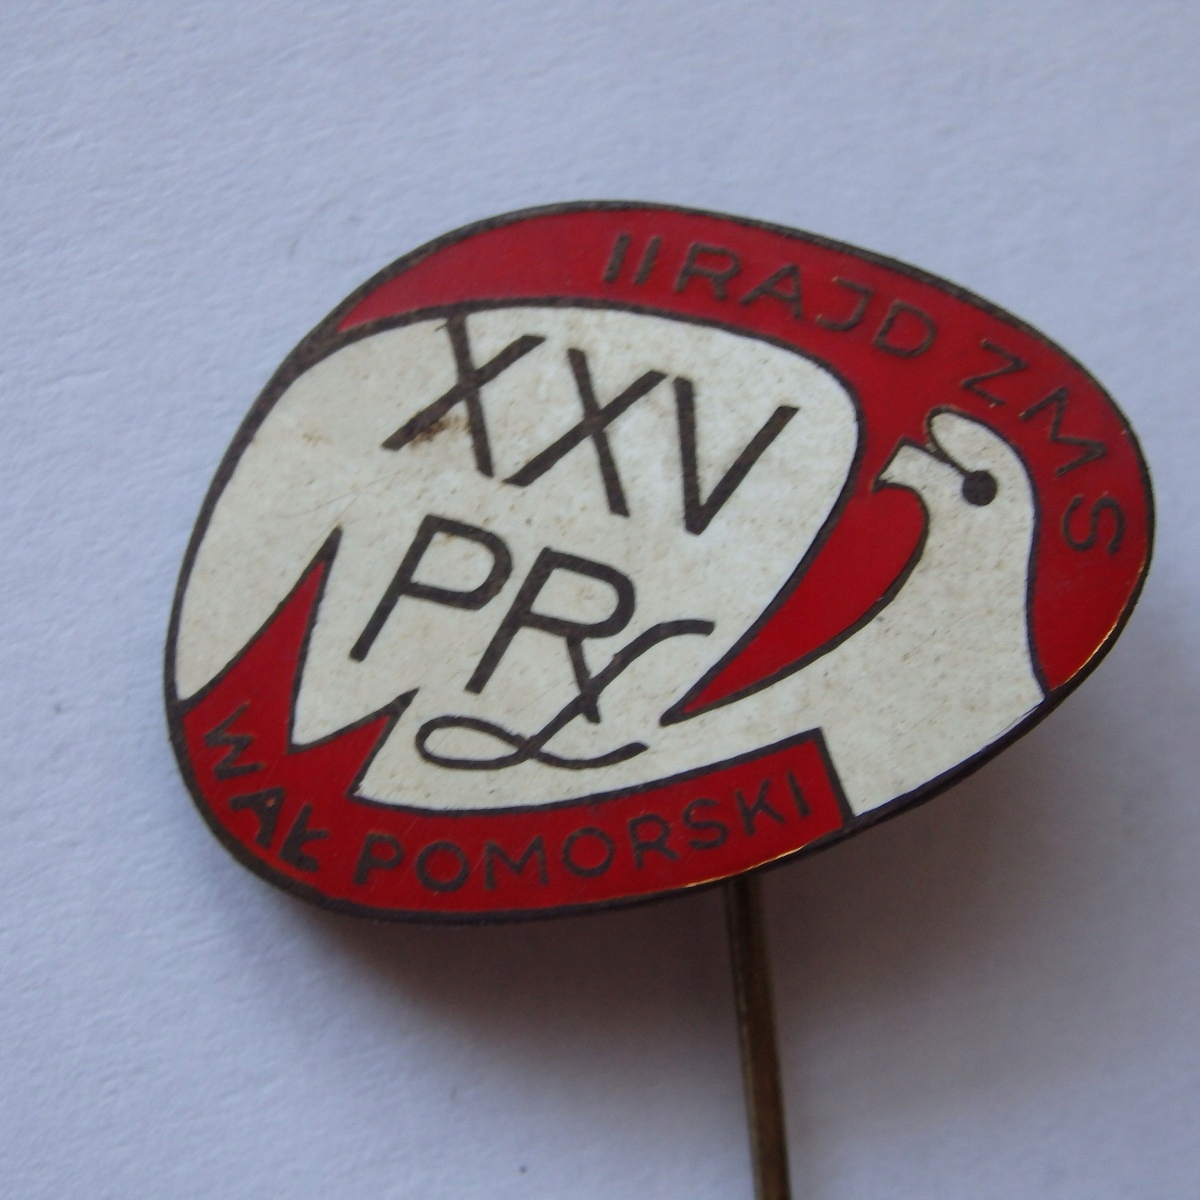 II RAJD ZMS
XXV
PRL
WAŁ POMORSKI